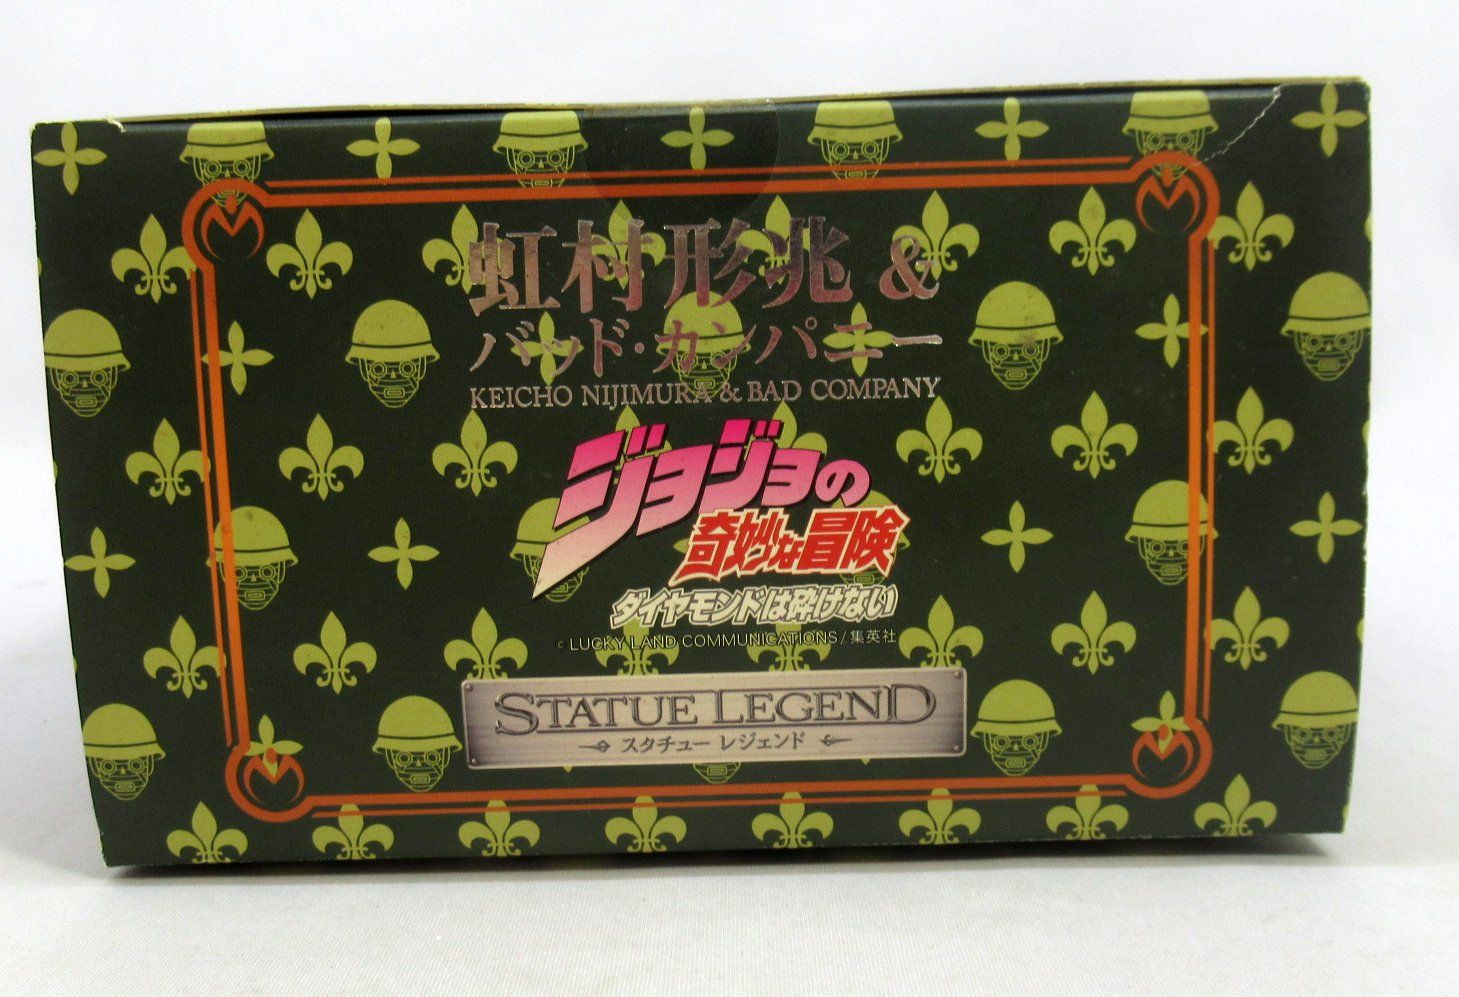 虹村形兆 &
バッド・カンパニー
KEICHO NIJIMURA & BAD COMPANY
ジョジョの
奇妙な冒険
ダイヤモンドは砕けない
© LUCKY LAND COMMUNICATIONS/集英社
STATUE LEGEND
スタチュー レジェンド